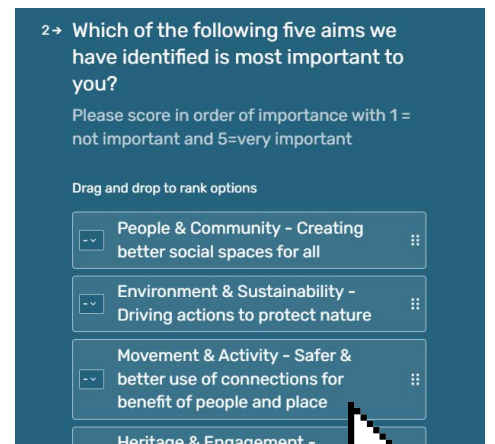 2→ Which of the following five aims we
have identified is most important to
you?
Please score in order of importance with 1 =
not important and 5=very important
Drag and drop to rank options
People & Community - Creating
better social spaces for all
Environment & Sustainability -
Driving actions to protect nature
Movement & Activity - Safer &
better use of connections for
benefit of people and place
Heritage & Engagement -